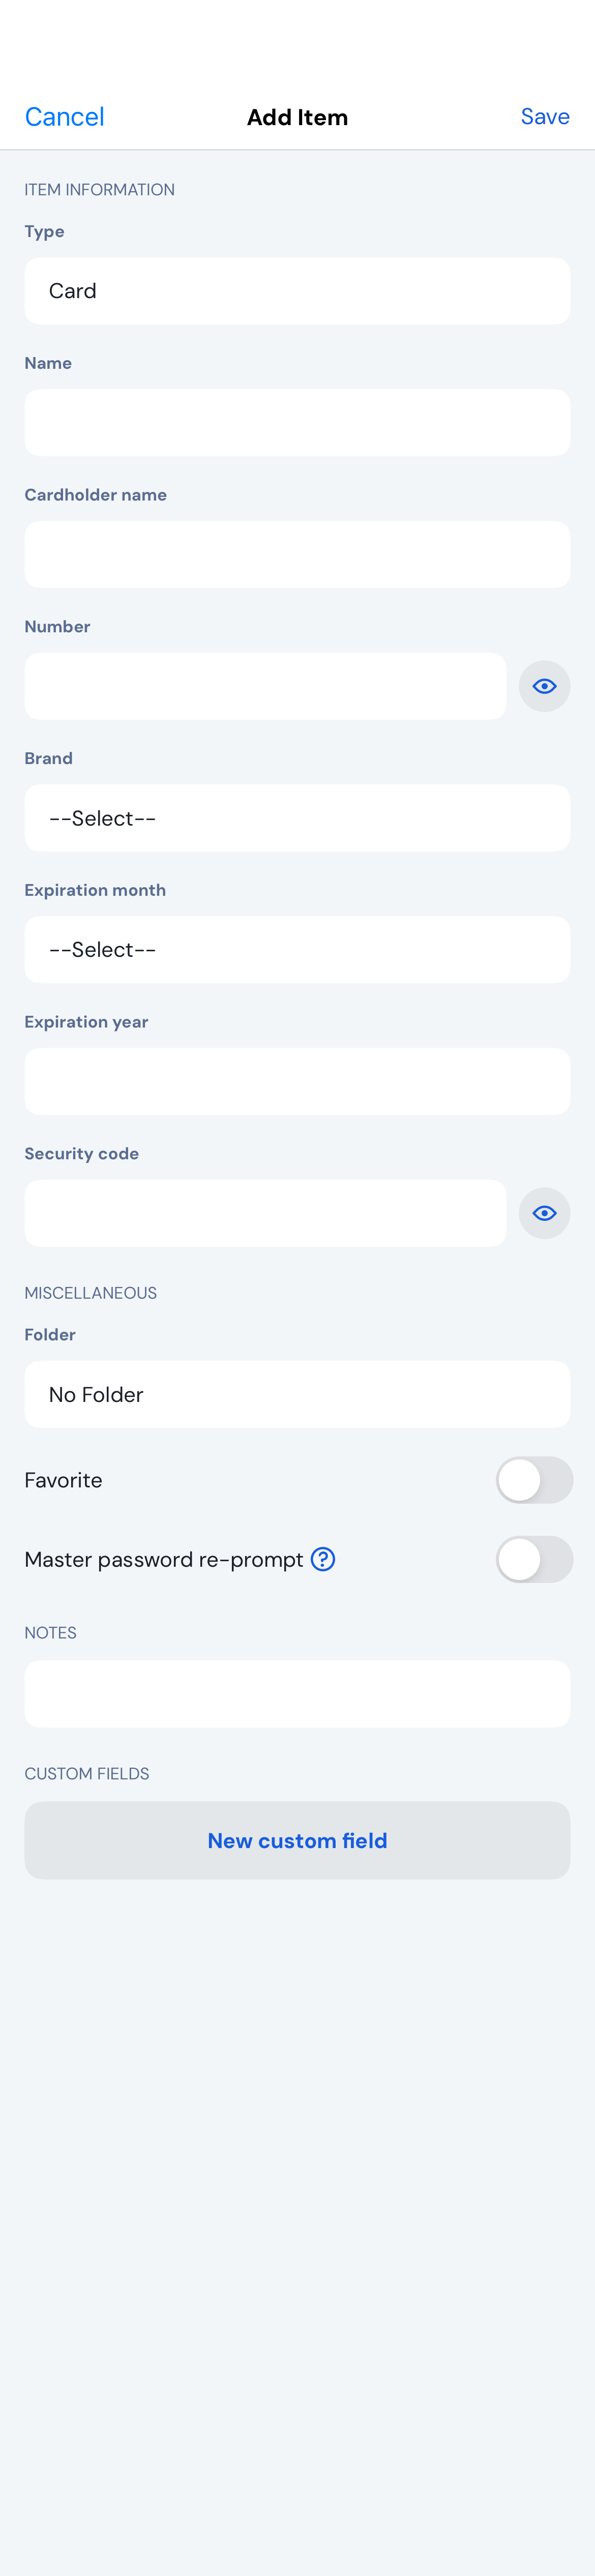 Cancel Add Item Save
ITEM INFORMATION
Type
Card
Name
Cardholder name
Number
Brand
--Select--
Expiration month
--Select--
Expiration year
Security code
MISCELLANEOUS
Folder
No Folder
Favorite
Master password re-prompt
NOTES
CUSTOM FIELDS
New custom field